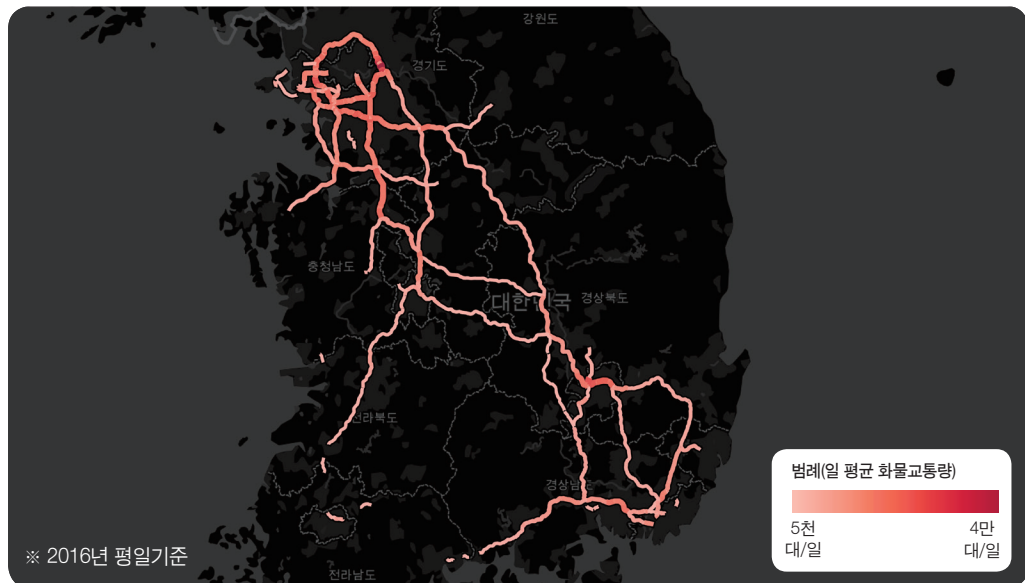 강원도
경기도
충청남도
대한민국
경상북도
전라북도
경상남도
전라남도
범례(일 평균 화물교통량)
5천
대/일
4만
대/일
※ 2016년 평일기준